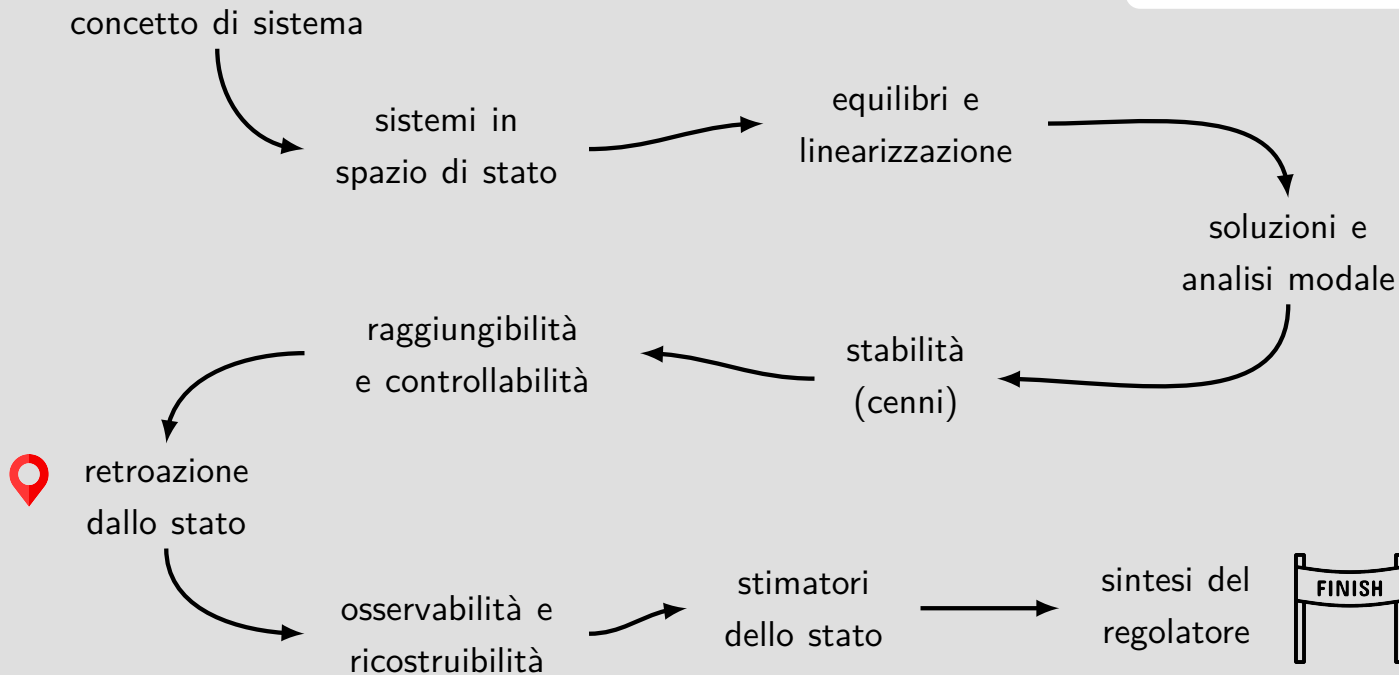 concetto di sistema
sistemi in
spazio di stato
equilibri e
linearizzazione
soluzioni e
analisi modale
stabilità
(cenni)
raggiungibilità
e controllabilità
retroazione
dallo stato
osservabilità e
ricostruibilità
stimatori
dello stato
sintesi del
regolatore
FINISH